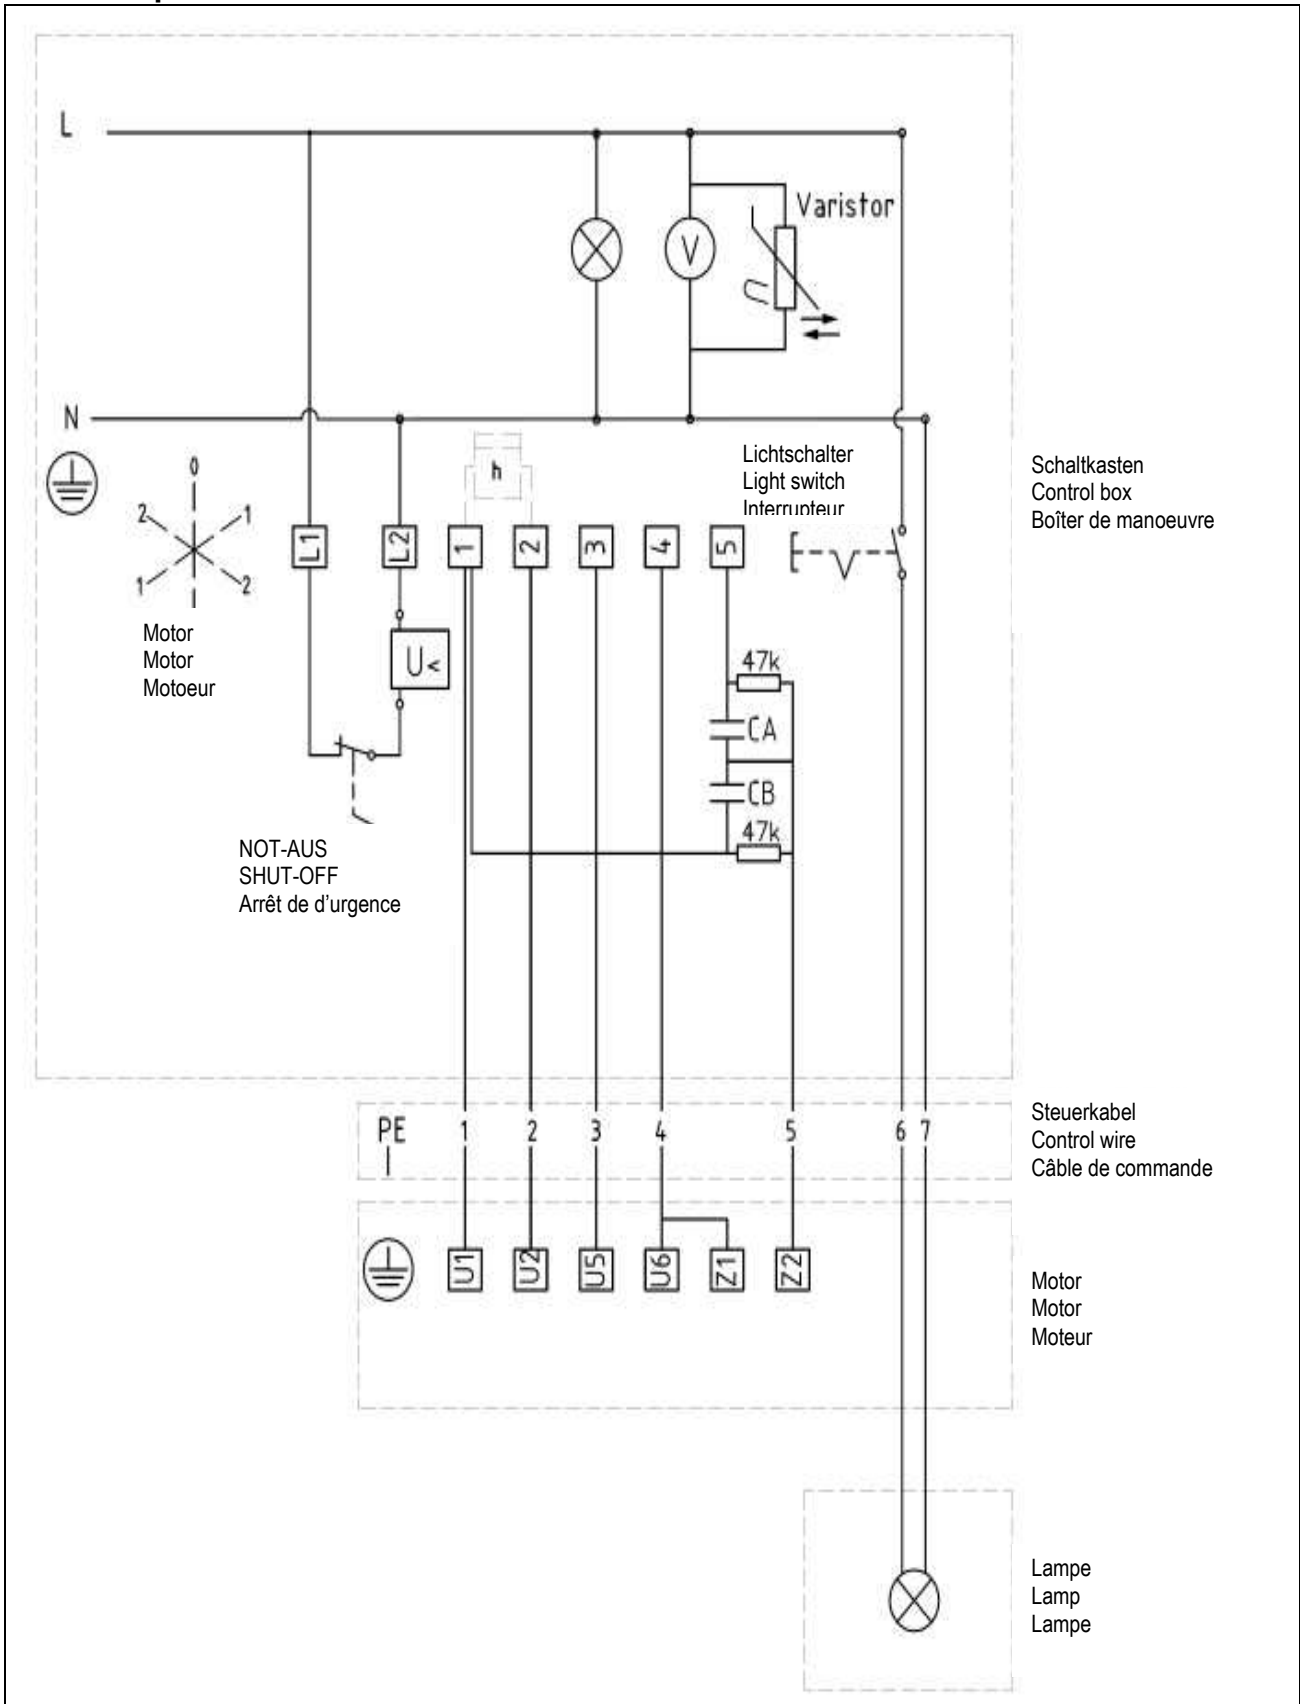 L
Varistor
V
N
h
0
2
1
1
2
Motor
Motor
Motoeur
L1
L2
1
2
3
4
5
Lichtschalter
Light switch
Interrupteur
Schaltkasten
Control box
Boîter de manoeuvre
U<
47k
CA
CB
47k
NOT-AUS
SHUT-OFF
Arrêt de d’urgence
PE 1 2 3 4 5 6 7
Steuerkabel
Control wire
Câble de commande
U1
U2
U5
U6
Z1
Z2
Motor
Motor
Moteur
Lampe
Lamp
Lampe